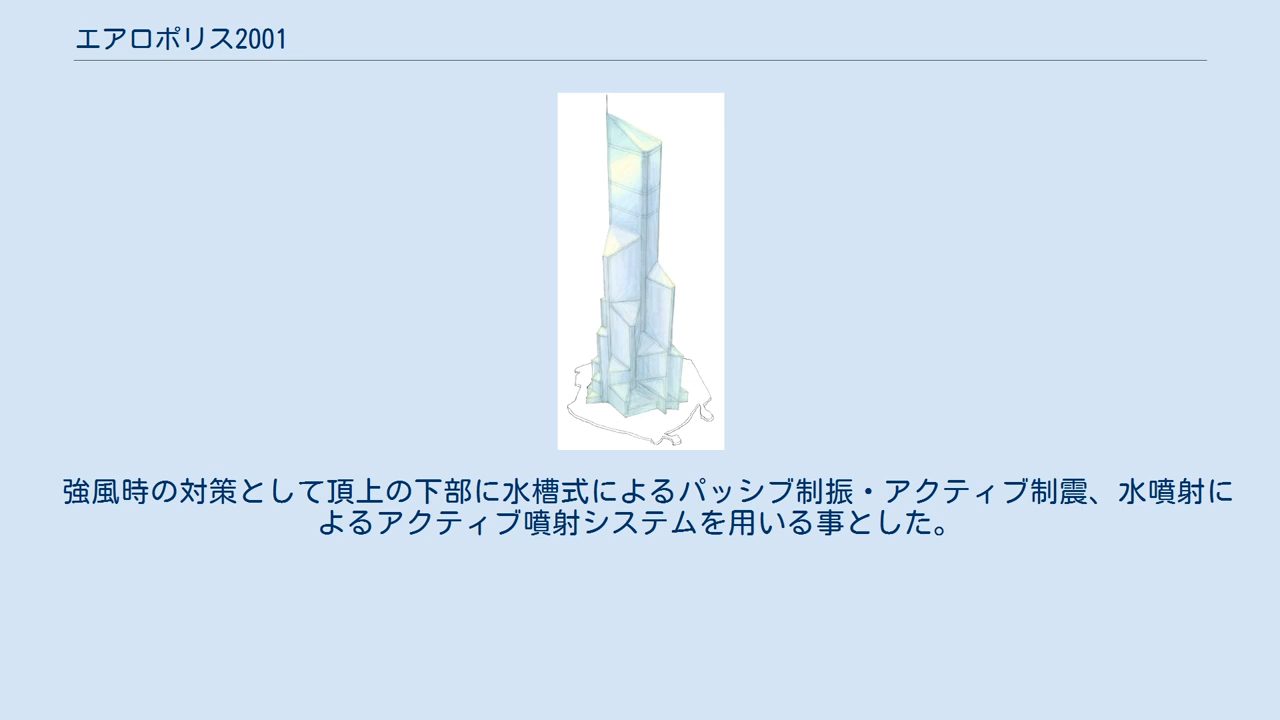 エアロポリス2001
強風時の対策として頂上の下部に水槽式によるパッシブ制振・アクティブ制震、水噴射に
よるアクティブ噴射システムを用いる事とした。